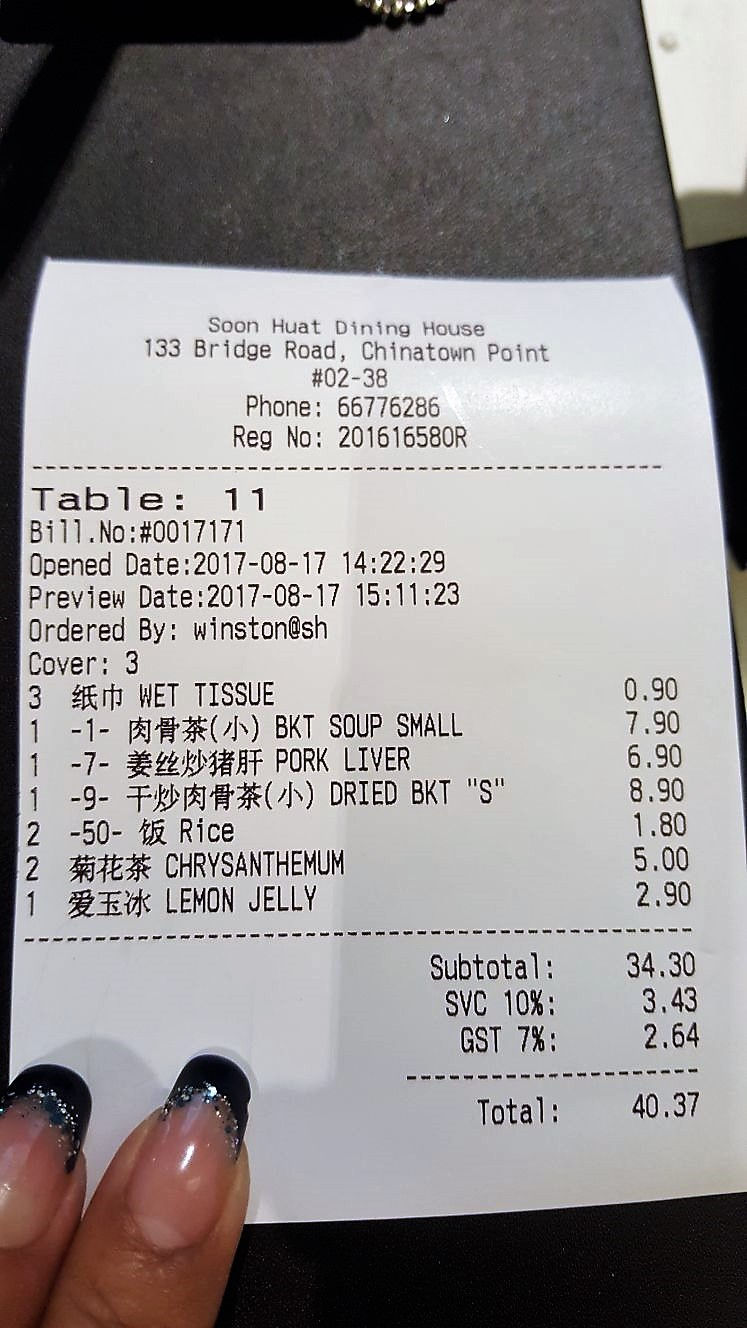 Soon Huat Dining House
133 Bridge Road, Chinatown Point
#02-38
Phone: 66776286
Reg No: 201616580R
Table: 11
Bill.No:#0017171
Opened Date:2017-08-17 14:22:29
Preview Date:2017-08-17 15:11:23
Ordered By: winston@sh
Cover: 3
3 纸巾 WET TISSUE 0.90
1 -1- 肉骨茶(小) BKT SOUP SMALL 7.90
1 -7- 姜丝炒猪肝 PORK LIVER 6.90
1 -9- 干炒肉骨茶(小) DRIED BKT "S" 8.90
2 -50- 饭 Rice 1.80
2 菊花茶 CHRYSANTHEMUM 5.00
1 爱玉冰 LEMON JELLY 2.90
Subtotal: 34.30
SVC 10%: 3.43
GST 7%: 2.64
Total: 40.37